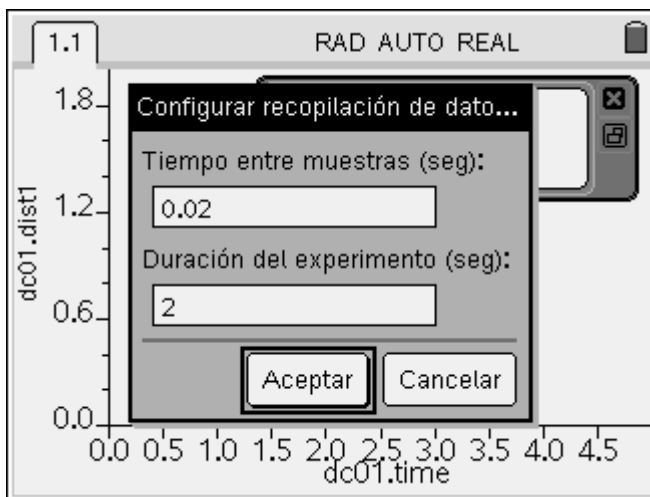 1.1
RAD AUTO REAL
Configurar recopilación de dato...
Tiempo entre muestras (seg):
0.02
Duración del experimento (seg):
2
Aceptar
Cancelar
dc01.dist1
1.8
1.2
0.6
0.0
0.0 0.5 1.0 1.5 2.0 2.5 3.0 3.5 4.0 4.5
dc01.time